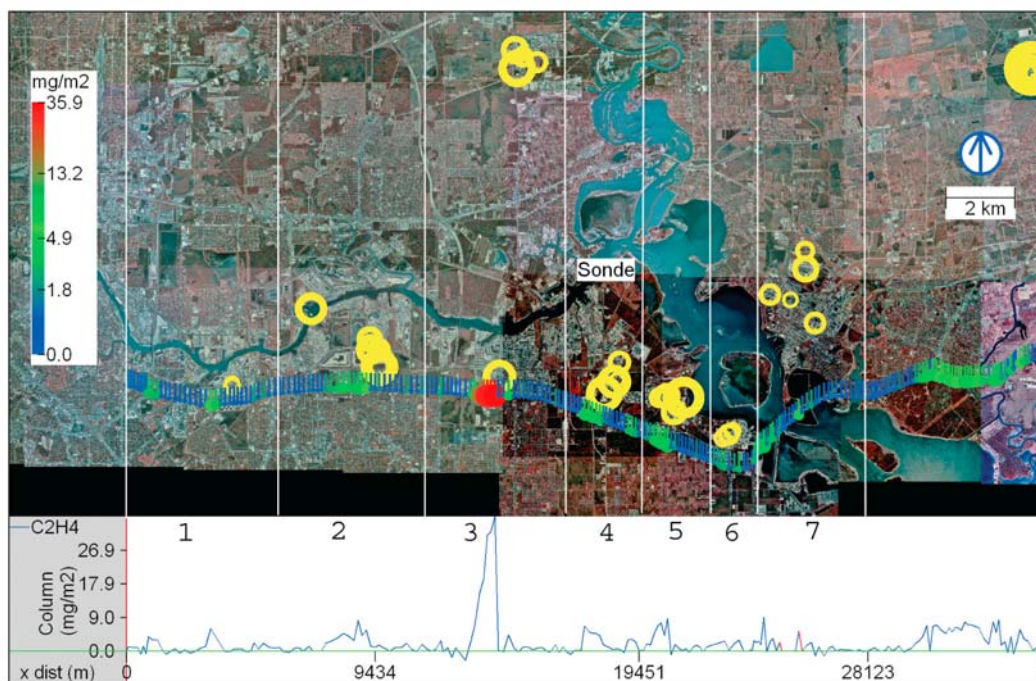 mg/m2
35.9
13.2
4.9
1.8
0.0
2 km
Sonde
C2H4
1 2 3 4 5 6 7
26.9
17.9
9.0
0.0
Column
(mg/m2)
x dist (m) 0 9434 19451 28123